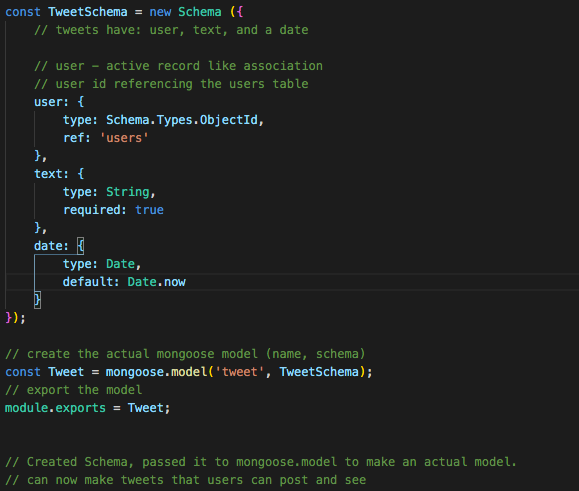 const TweetSchema = new Schema ({
// tweets have: user, text, and a date
// user – active record like association
// user id referencing the users table
user: {
type: Schema.Types.ObjectId,
ref: 'users'
},
text: {
type: String,
required: true
},
date: {
type: Date,
default: Date.now
}
});
// create the actual mongoose model (name, schema)
const Tweet = mongoose.model('tweet', TweetSchema);
// export the model
module.exports = Tweet;
// Created Schema, passed it to mongoose.model to make an actual model.
// can now make tweets that users can post and see